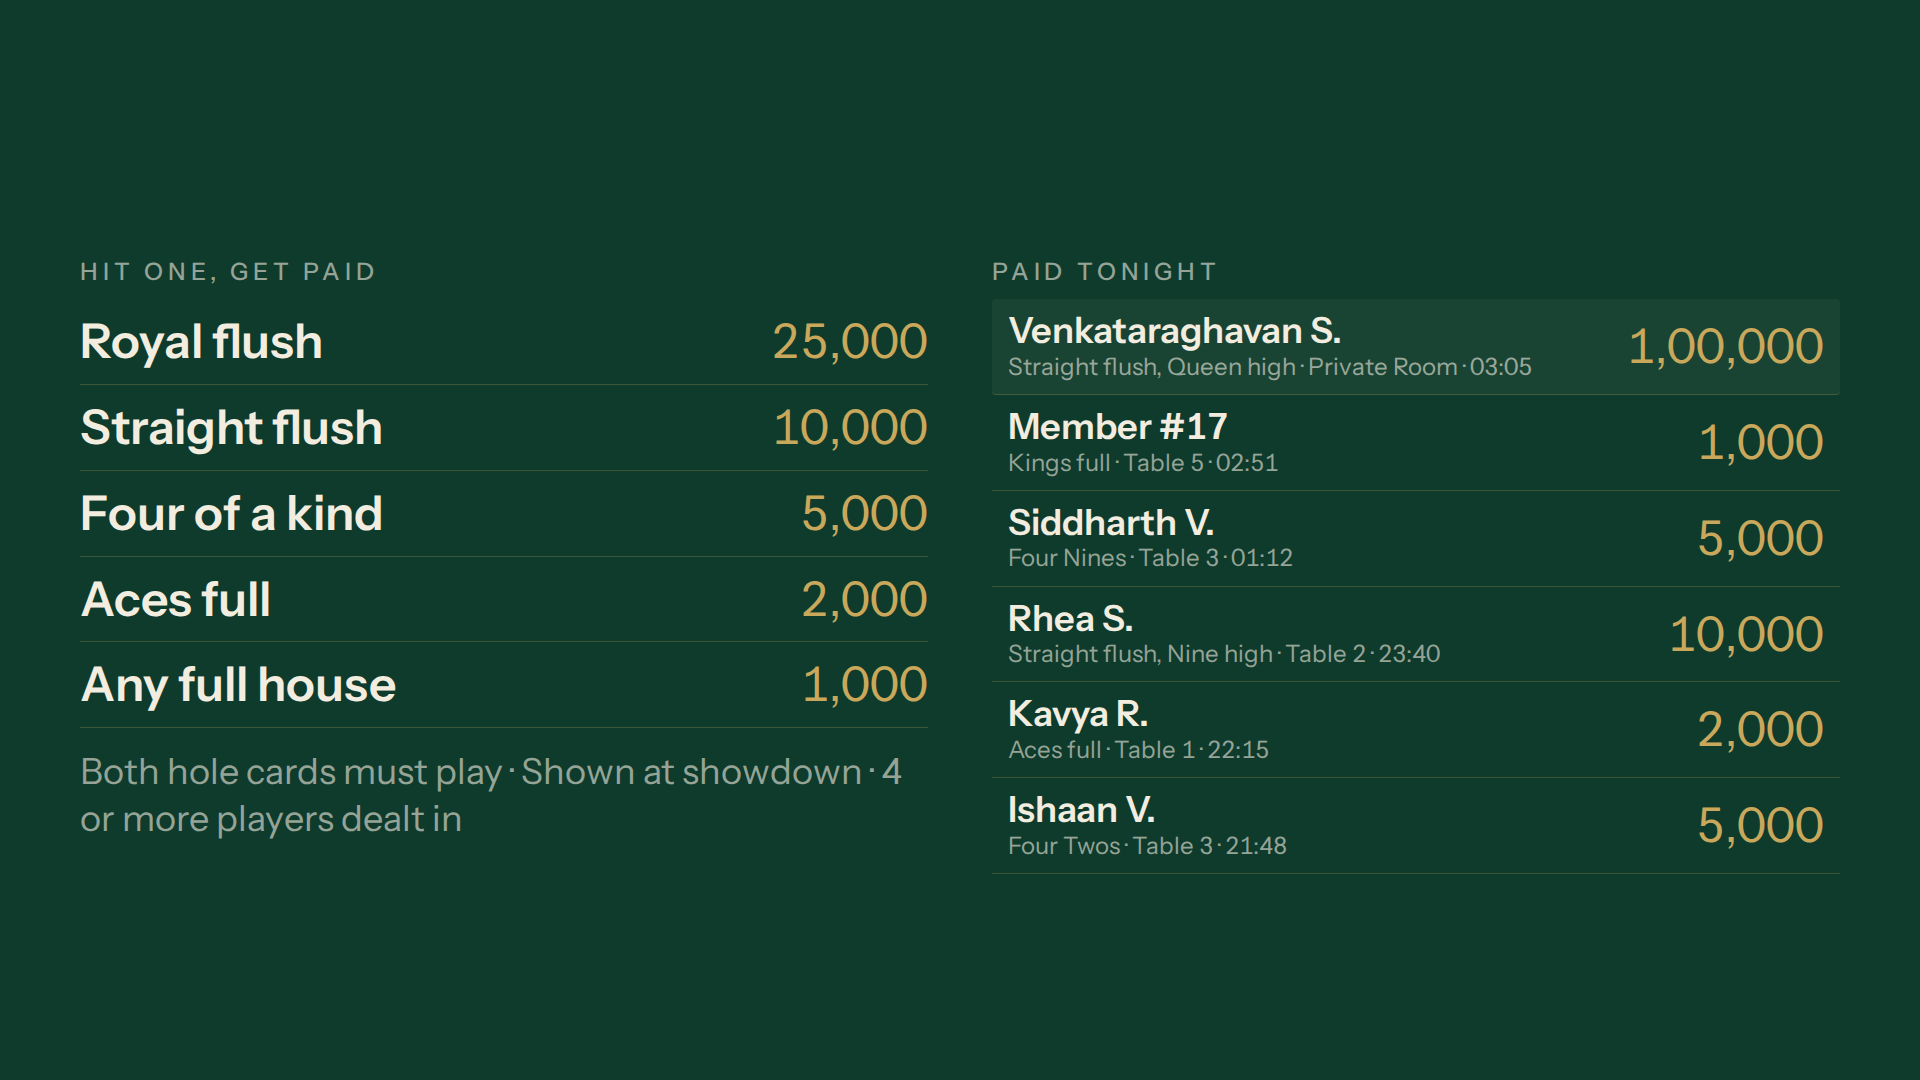 HIT ONE, GET PAID
Royal flush 25,000
Straight flush 10,000
Four of a kind 5,000
Aces full 2,000
Any full house 1,000
Both hole cards must play · Shown at showdown · 4
or more players dealt in
PAID TONIGHT
Venkataraghavan S.
Straight flush, Queen high · Private Room · 03:05
1,00,000
Member #17
Kings full · Table 5 · 02:51
1,000
Siddharth V.
Four Nines · Table 3 · 01:12
5,000
Rhea S.
Straight flush, Nine high · Table 2 · 23:40
10,000
Kavya R.
Aces full · Table 1 · 22:15
2,000
Ishaan V.
Four Twos · Table 3 · 21:48
5,000